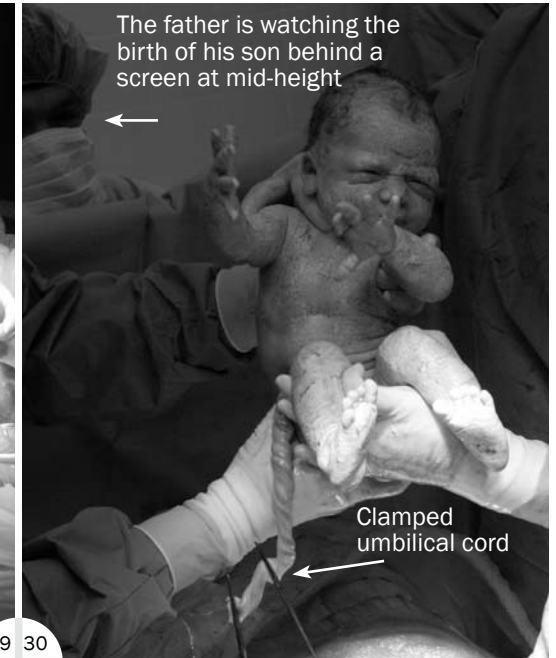 The father is watching the
birth of his son behind a
screen at mid-height
Clamped
umbilical cord
9 30